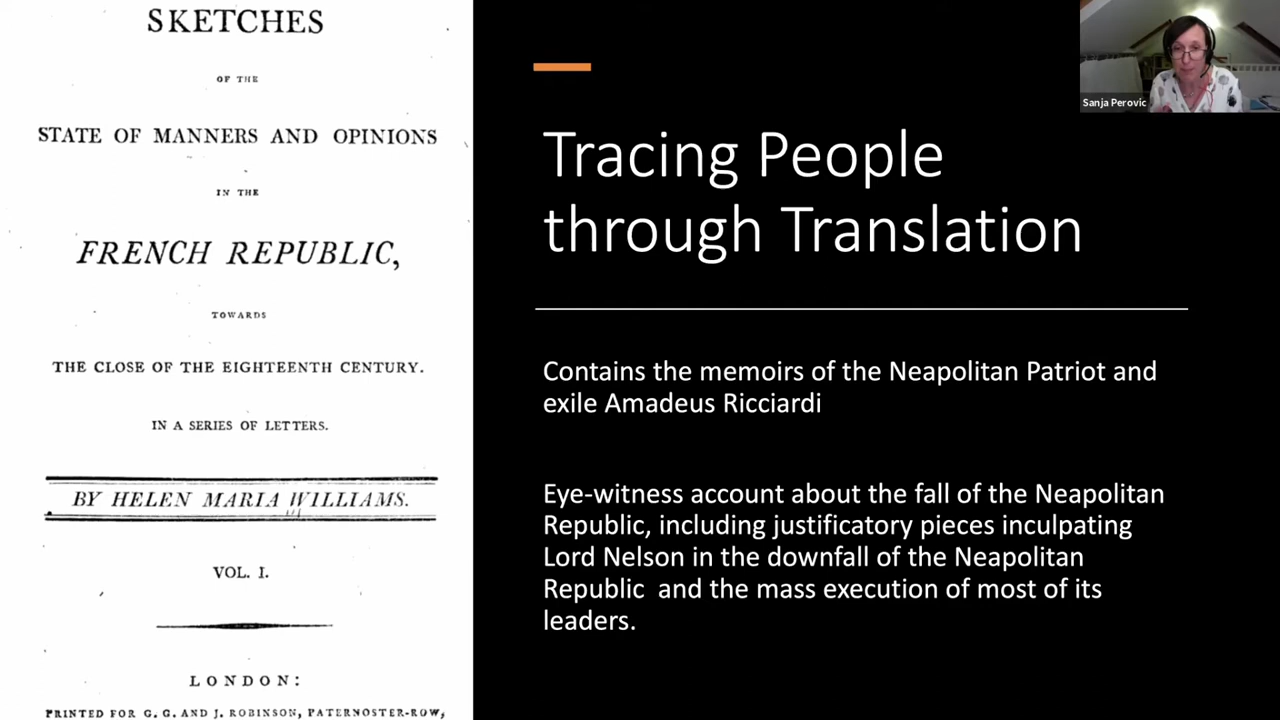 SKETCHES
OF THE
STATE OF MANNERS AND OPINIONS
IN THE
FRENCH REPUBLIC,
TOWARDS
THE CLOSE OF THE EIGHTEENTH CENTURY.
IN A SERIES OF LETTERS.
BY HELEN MARIA WILLIAMS.
VOL. I.
LONDON:
PRINTED FOR G. G. AND J. ROBINSON, PATERNOSTER-ROW,
Tracing People
through Translation
Contains the memoirs of the Neapolitan Patriot and
exile Amadeus Ricciardi
Eye-witness account about the fall of the Neapolitan
Republic, including justificatory pieces inculpating
Lord Nelson in the downfall of the Neapolitan
Republic  and the mass execution of most of its
leaders.
Sanja Perovic